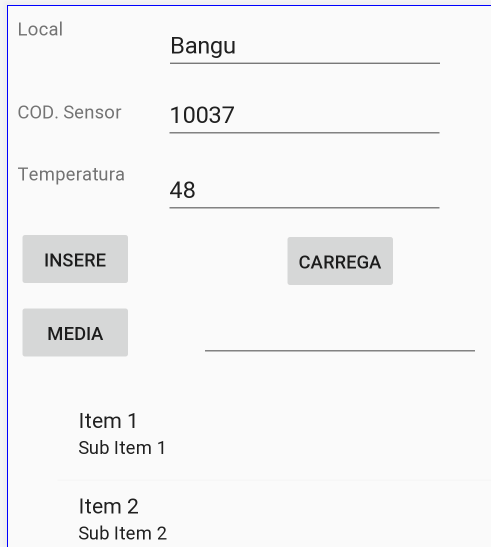 Local
Bangu
COD. Sensor
10037
Temperatura
48
INSERE
CARREGA
MEDIA
Item 1
Sub Item 1
Item 2
Sub Item 2